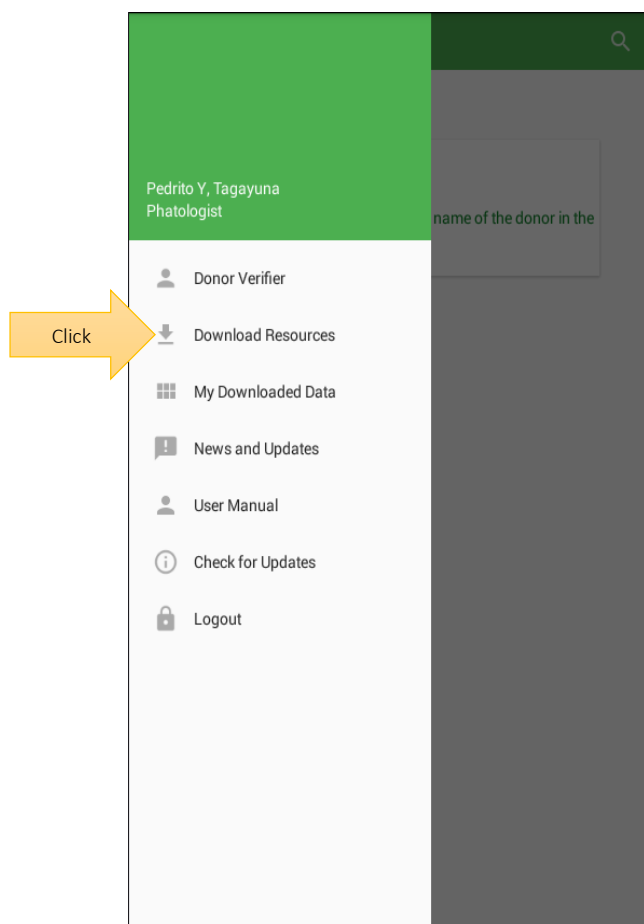 Pedrito Y, Tagayuna
Phatologist
name of the donor in the
Donor Verifier
Click
Download Resources
My Downloaded Data
News and Updates
User Manual
Check for Updates
Logout